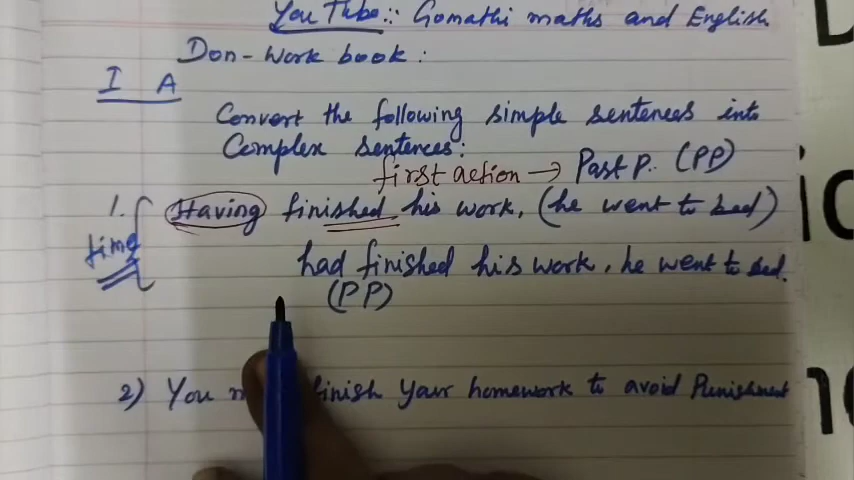 YouTube:: Gomathi maths and English
Don-Work book:
I A
Convert the following simple sentences into
Complex sentences:
first action → Past P.. (PP)
1. Having finished his work, (he went to bed)
time
had finished his work, he went to bed.
(PP)
2) You finish your homework to avoid Punishment